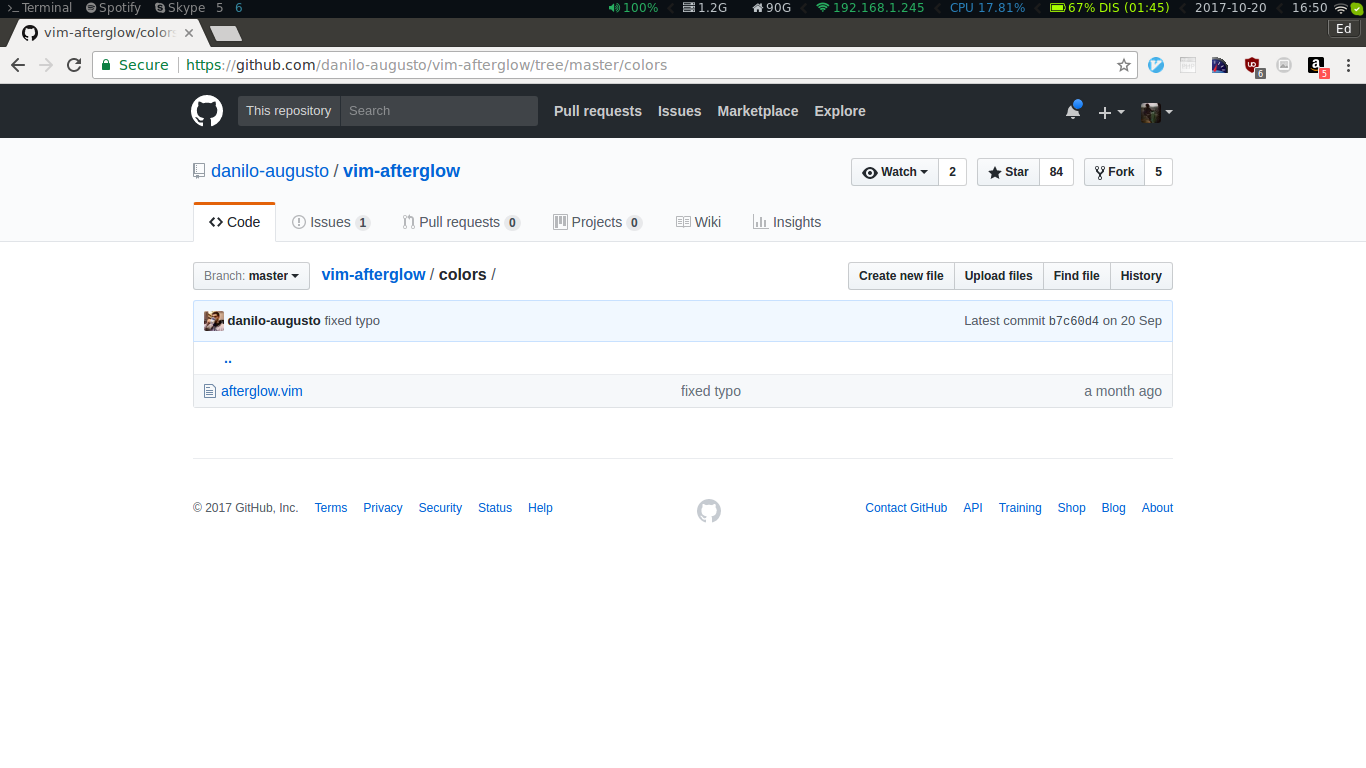 Terminal Spotify Skype 5 6 100% 1.2G 90G 192.168.1.245 CPU 17.81% 67% DIS (01:45) 2017-10-20 16:50
vim-afterglow/colors Ed
Secure https://github.com/danilo-augusto/vim-afterglow/tree/master/colors 6 5
This repository Search Pull requests Issues Marketplace Explore
danilo-augusto / vim-afterglow Watch 2 Star 84 Fork 5
Code Issues 1 Pull requests 0 Projects 0 Wiki Insights
Branch: master vim-afterglow / colors / Create new file Upload files Find file History
danilo-augusto fixed typo Latest commit b7c60d4 on 20 Sep
..
afterglow.vim fixed typo a month ago
© 2017 GitHub, Inc. Terms Privacy Security Status Help Contact GitHub API Training Shop Blog About